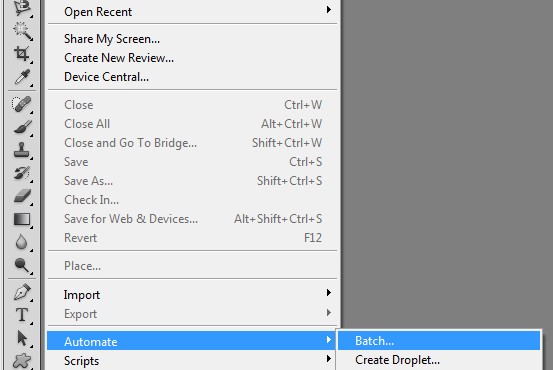 Open Recent
Share My Screen...
Create New Review...
Device Central...
Close Ctrl+W
Close All Alt+Ctrl+W
Close and Go To Bridge... Shift+Ctrl+W
Save Ctrl+S
Save As... Shift+Ctrl+S
Check In...
Save for Web & Devices... Alt+Shift+Ctrl+S
Revert F12
Place...
Import
Export
Automate Batch...
Scripts Create Droplet...